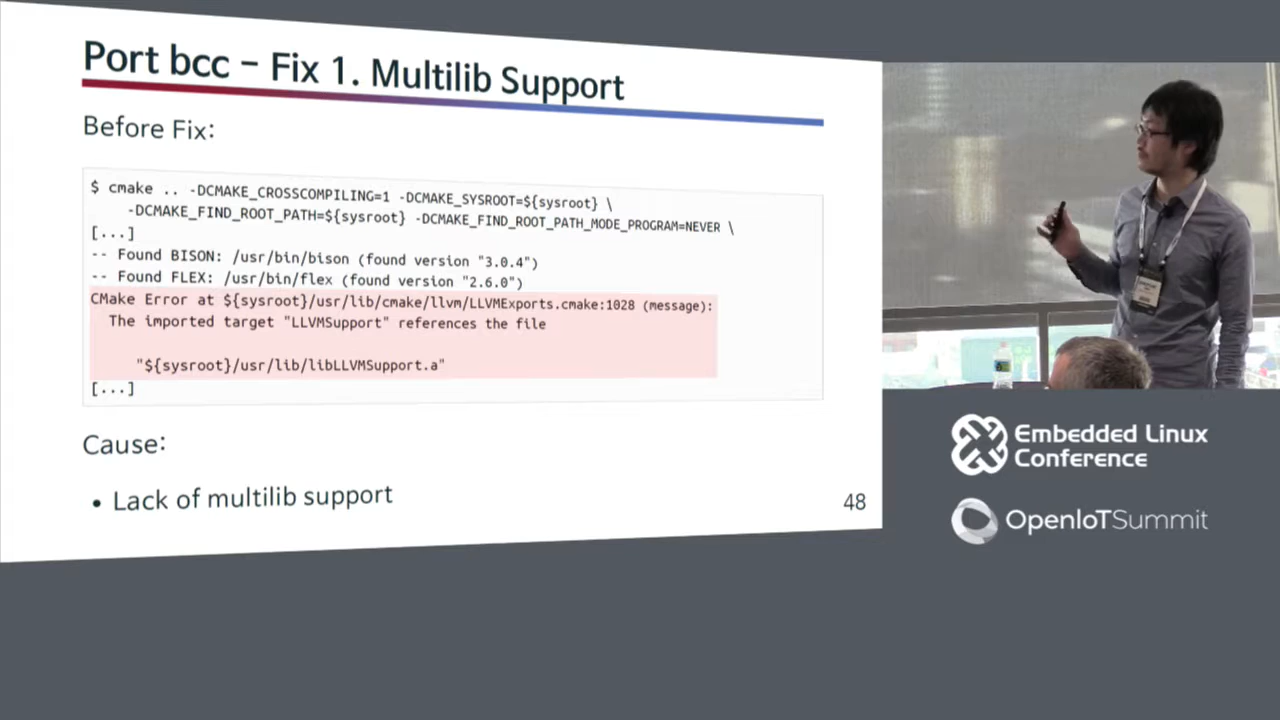 Port bcc – Fix 1. Multilib Support
Before Fix:
$ cmake .. -DCMAKE_CROSSCOMPILING=1 -DCMAKE_SYSROOT=${sysroot} \
-DCMAKE_FIND_ROOT_PATH=${sysroot} -DCMAKE_FIND_ROOT_PATH_MODE_PROGRAM=NEVER \
[...]
-- Found BISON: /usr/bin/bison (found version "3.0.4")
-- Found FLEX: /usr/bin/flex (found version "2.6.0")
CMake Error at ${sysroot}/usr/lib/cmake/llvm/LLVMExports.cmake:1028 (message):
The imported target "LLVMSupport" references the file
"${sysroot}/usr/lib/libLLVMSupport.a"
[...]
Cause:
• Lack of multilib support
48
Embedded Linux
Conference
OpenIoTSummit